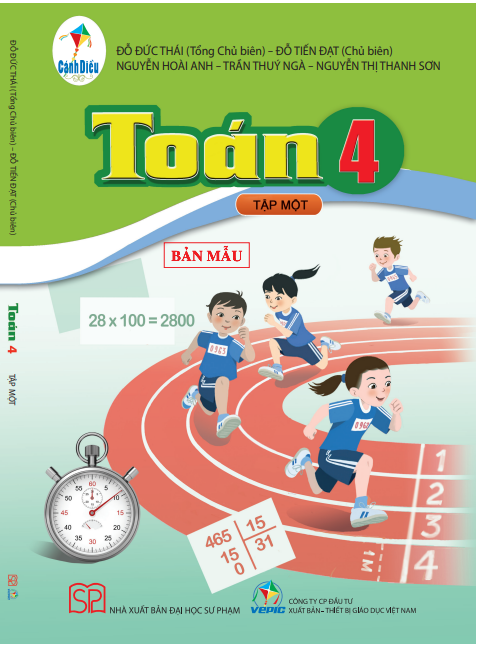 Cánh Diều
ĐỖ ĐỨC THÁI (Tổng Chủ biên) – ĐỖ TIẾN ĐẠT (Chủ biên)
NGUYỄN HOÀI ANH – TRẦN THUÝ NGÀ – NGUYỄN THỊ THANH SƠN
Toán 4
TẬP MỘT
BẢN MẪU
28 x 100 = 2800
0963
0968
1
2
3
4
1M
465 15
15 31
0
60
55
5
50
10
45
15
40
20
35
25
30
SP
NHÀ XUẤT BẢN ĐẠI HỌC SƯ PHẠM
VEPIC
CÔNG TY CP ĐẦU TƯ
XUẤT BẢN – THIẾT BỊ GIÁO DỤC VIỆT NAM
ĐỖ ĐỨC THÁI (Tổng Chủ biên) – ĐỖ TIẾN ĐẠT (Chủ biên)
Toán 4
TẬP MỘT